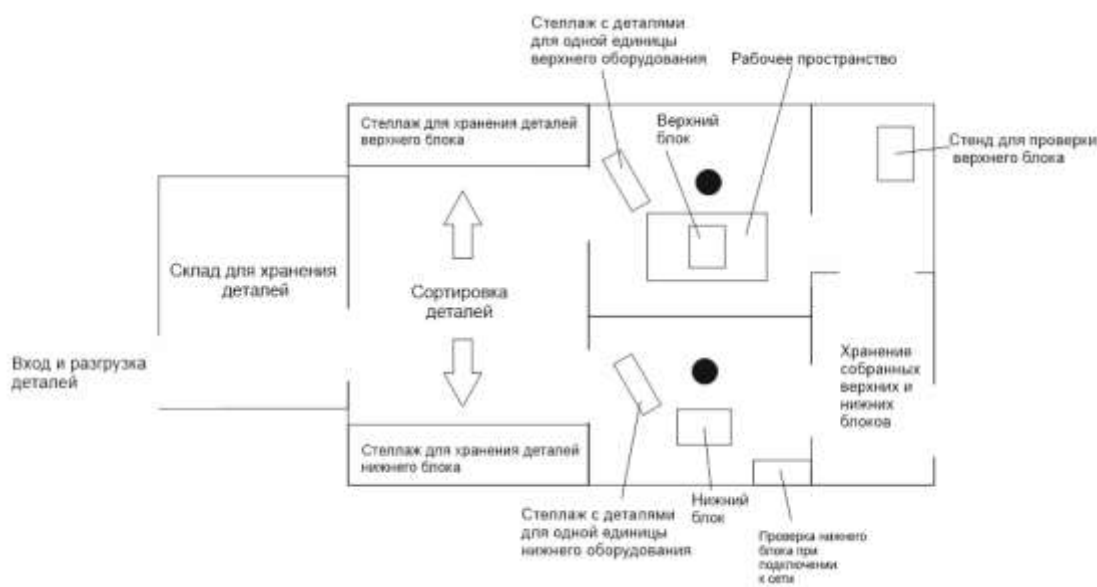 Стеллаж с деталями
для одной единицы
верхнего оборудования
Рабочее пространство
Стеллаж для хранения деталей
верхнего блока
Верхний
блок
Стенд для проверки
верхнего блока
Склад для хранения
деталей
Сортировка
деталей
Вход и разгрузка
деталей
Хранение
собранных
верхних и
нижних
блоков
Стеллаж для хранения деталей
нижнего блока
Стеллаж с деталями
для одной единицы
нижнего оборудования
Нижний
блок
Проверка нижнего
блока при
подключении
к сети